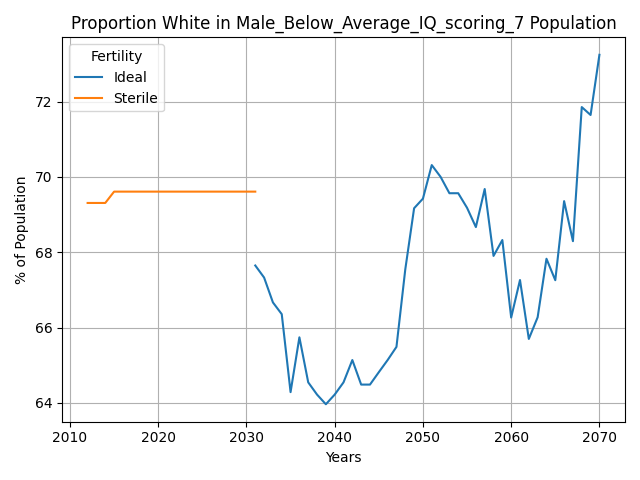 Proportion White in Male_Below_Average_IQ_scoring_7 Population
Fertility
Ideal
Sterile
% of Population
72
70
68
66
64
2010 2020 2030 2040 2050 2060 2070
Years